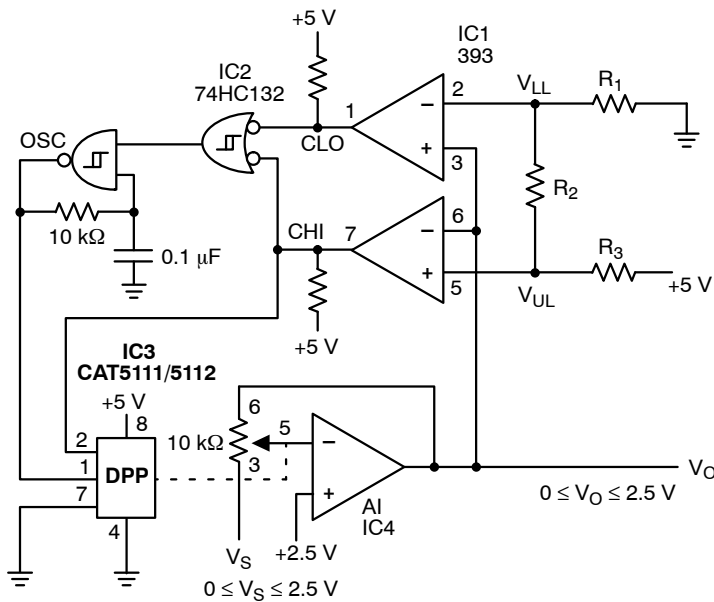 +5 V
IC1
393
IC2
74HC132
OSC
1
CLO
2
3
V_LL
R1
R2
10 kΩ
0.1 μF
CHI
7
6
5
V_UL
R3
+5 V
+5 V
IC3
CAT5111/5112
+5 V
8
2
1
7
DPP
4
10 kΩ
6
5
3
V_S
0 ≤ V_S ≤ 2.5 V
+2.5 V
AI
IC4
V_O
0 ≤ V_O ≤ 2.5 V